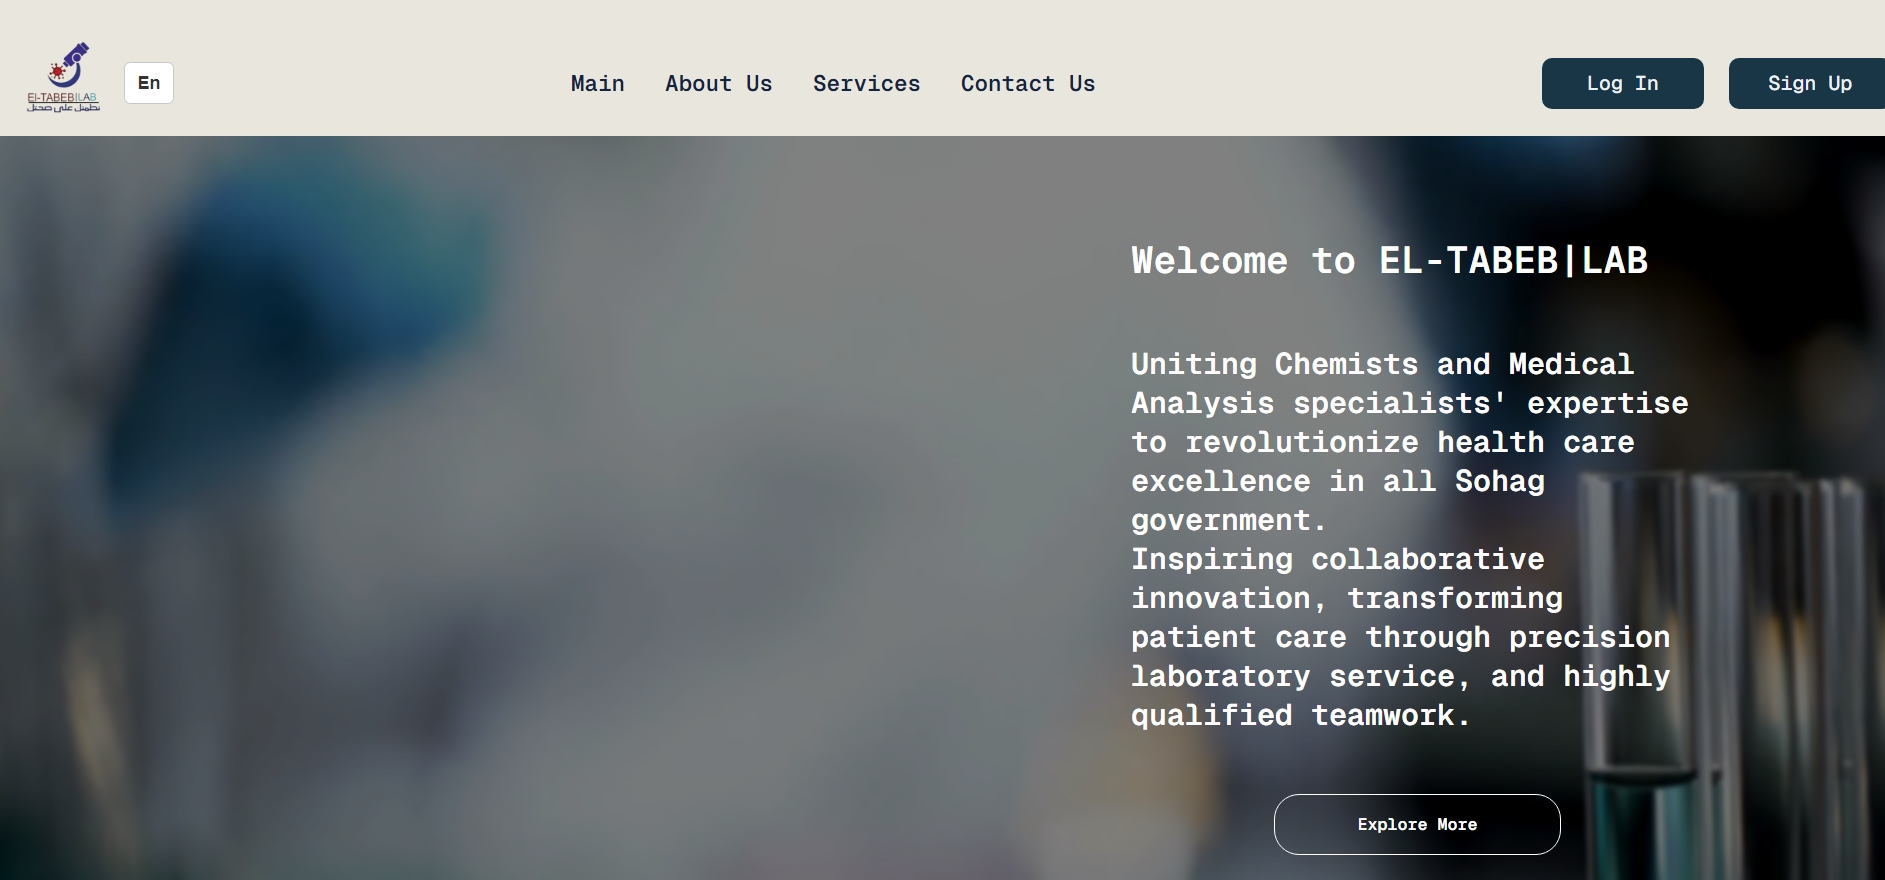 El-TABEB|LAB
نطمنك على صحتك
En
Main
About Us
Services
Contact Us
Log In
Sign Up
Welcome to EL-TABEB|LAB
Uniting Chemists and Medical
Analysis specialists' expertise
to revolutionize health care
excellence in all Sohag
government.
Inspiring collaborative
innovation, transforming
patient care through precision
laboratory service, and highly
qualified teamwork.
Explore More